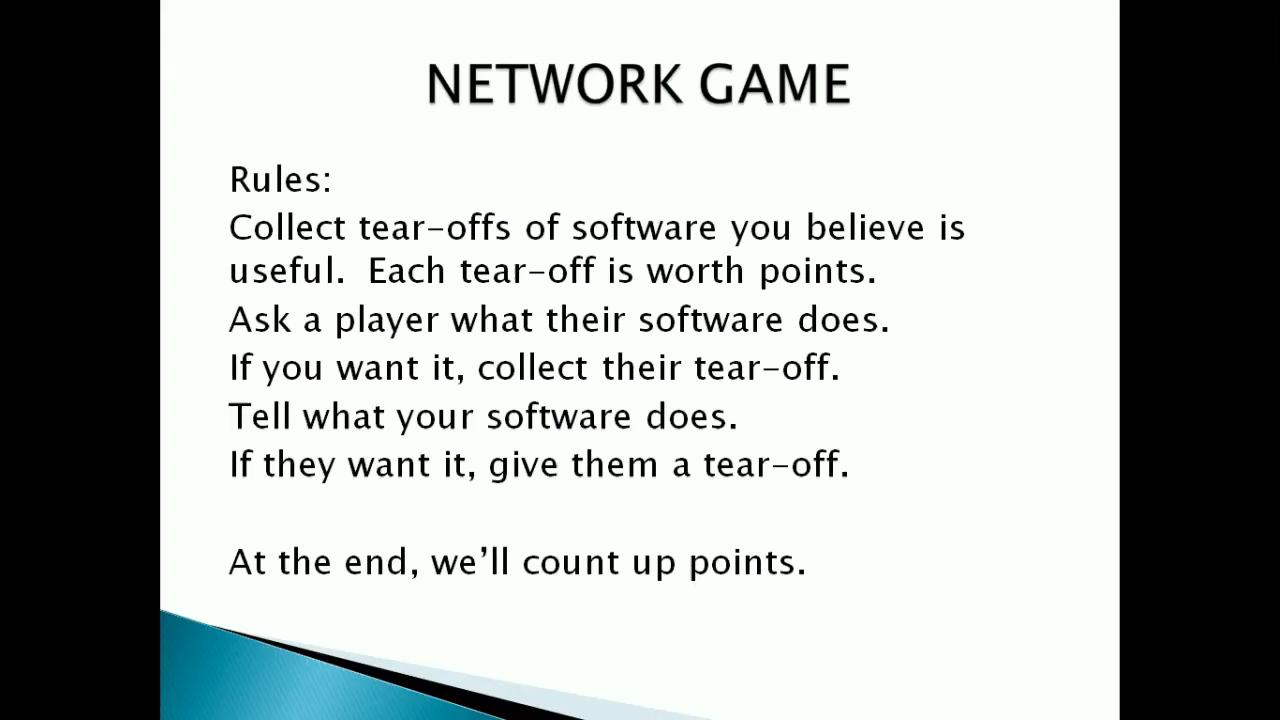 NETWORK GAME
Rules:
Collect tear-offs of software you believe is
useful.  Each tear-off is worth points.
Ask a player what their software does.
If you want it, collect their tear-off.
Tell what your software does.
If they want it, give them a tear-off.
At the end, we’ll count up points.